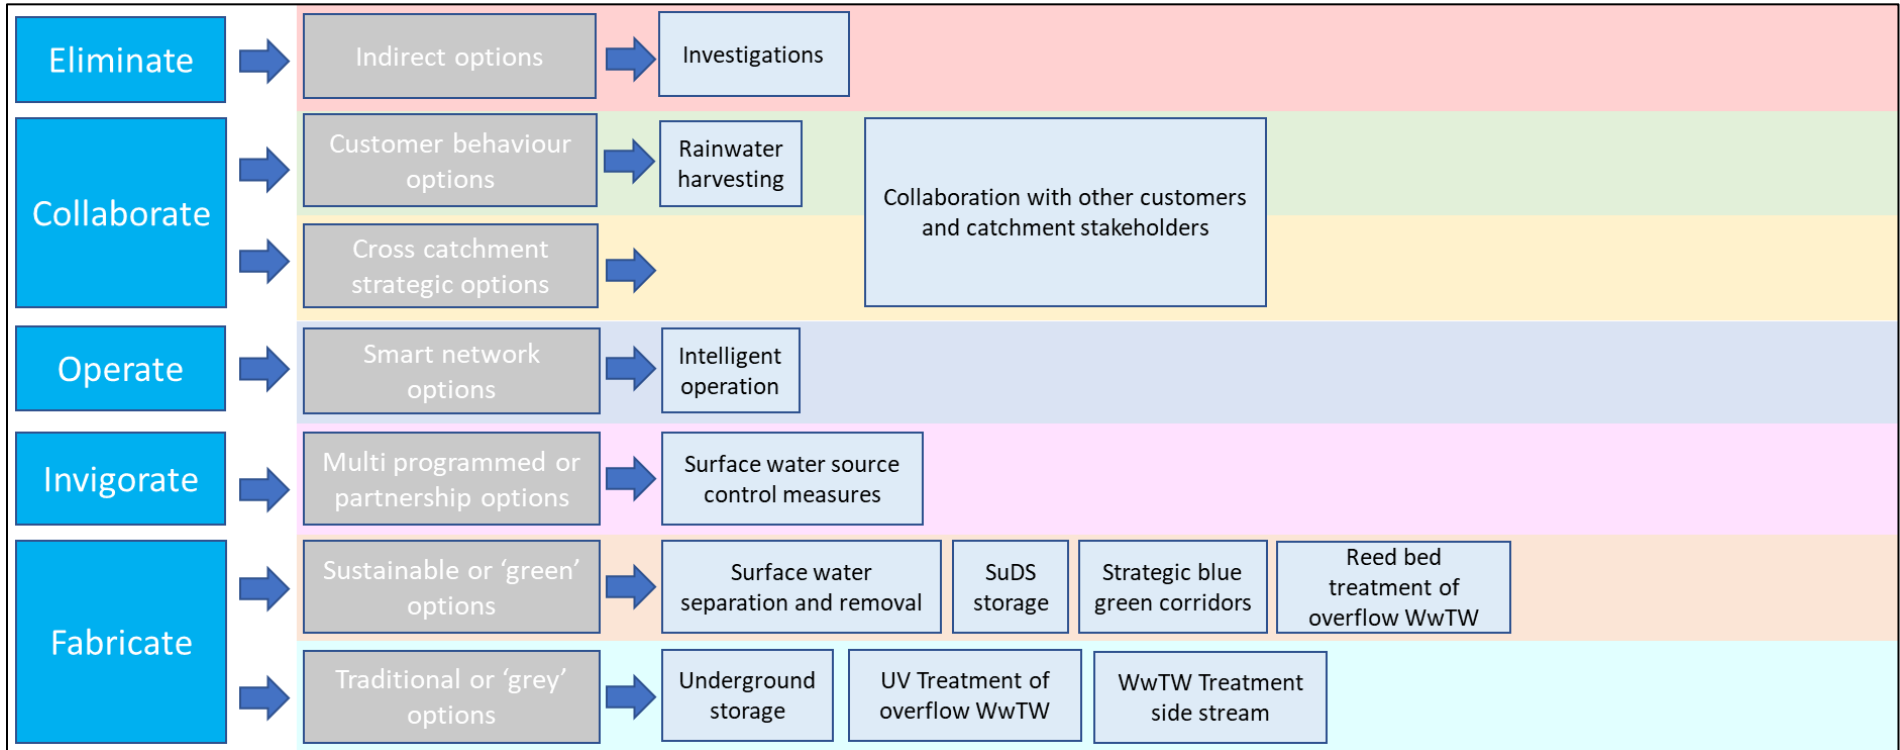 Eliminate
Indirect options
Investigations
Collaborate
Customer behaviour
options
Rainwater
harvesting
Collaboration with other customers
and catchment stakeholders
Cross catchment
strategic options
Operate
Smart network
options
Intelligent
operation
Invigorate
Multi programmed or
partnership options
Surface water source
control measures
Fabricate
Sustainable or ‘green’
options
Surface water
separation and removal
SuDS
storage
Strategic blue
green corridors
Reed bed
treatment of
overflow WwTW
Traditional or ‘grey’
options
Underground
storage
UV Treatment of
overflow WwTW
WwTW Treatment
side stream